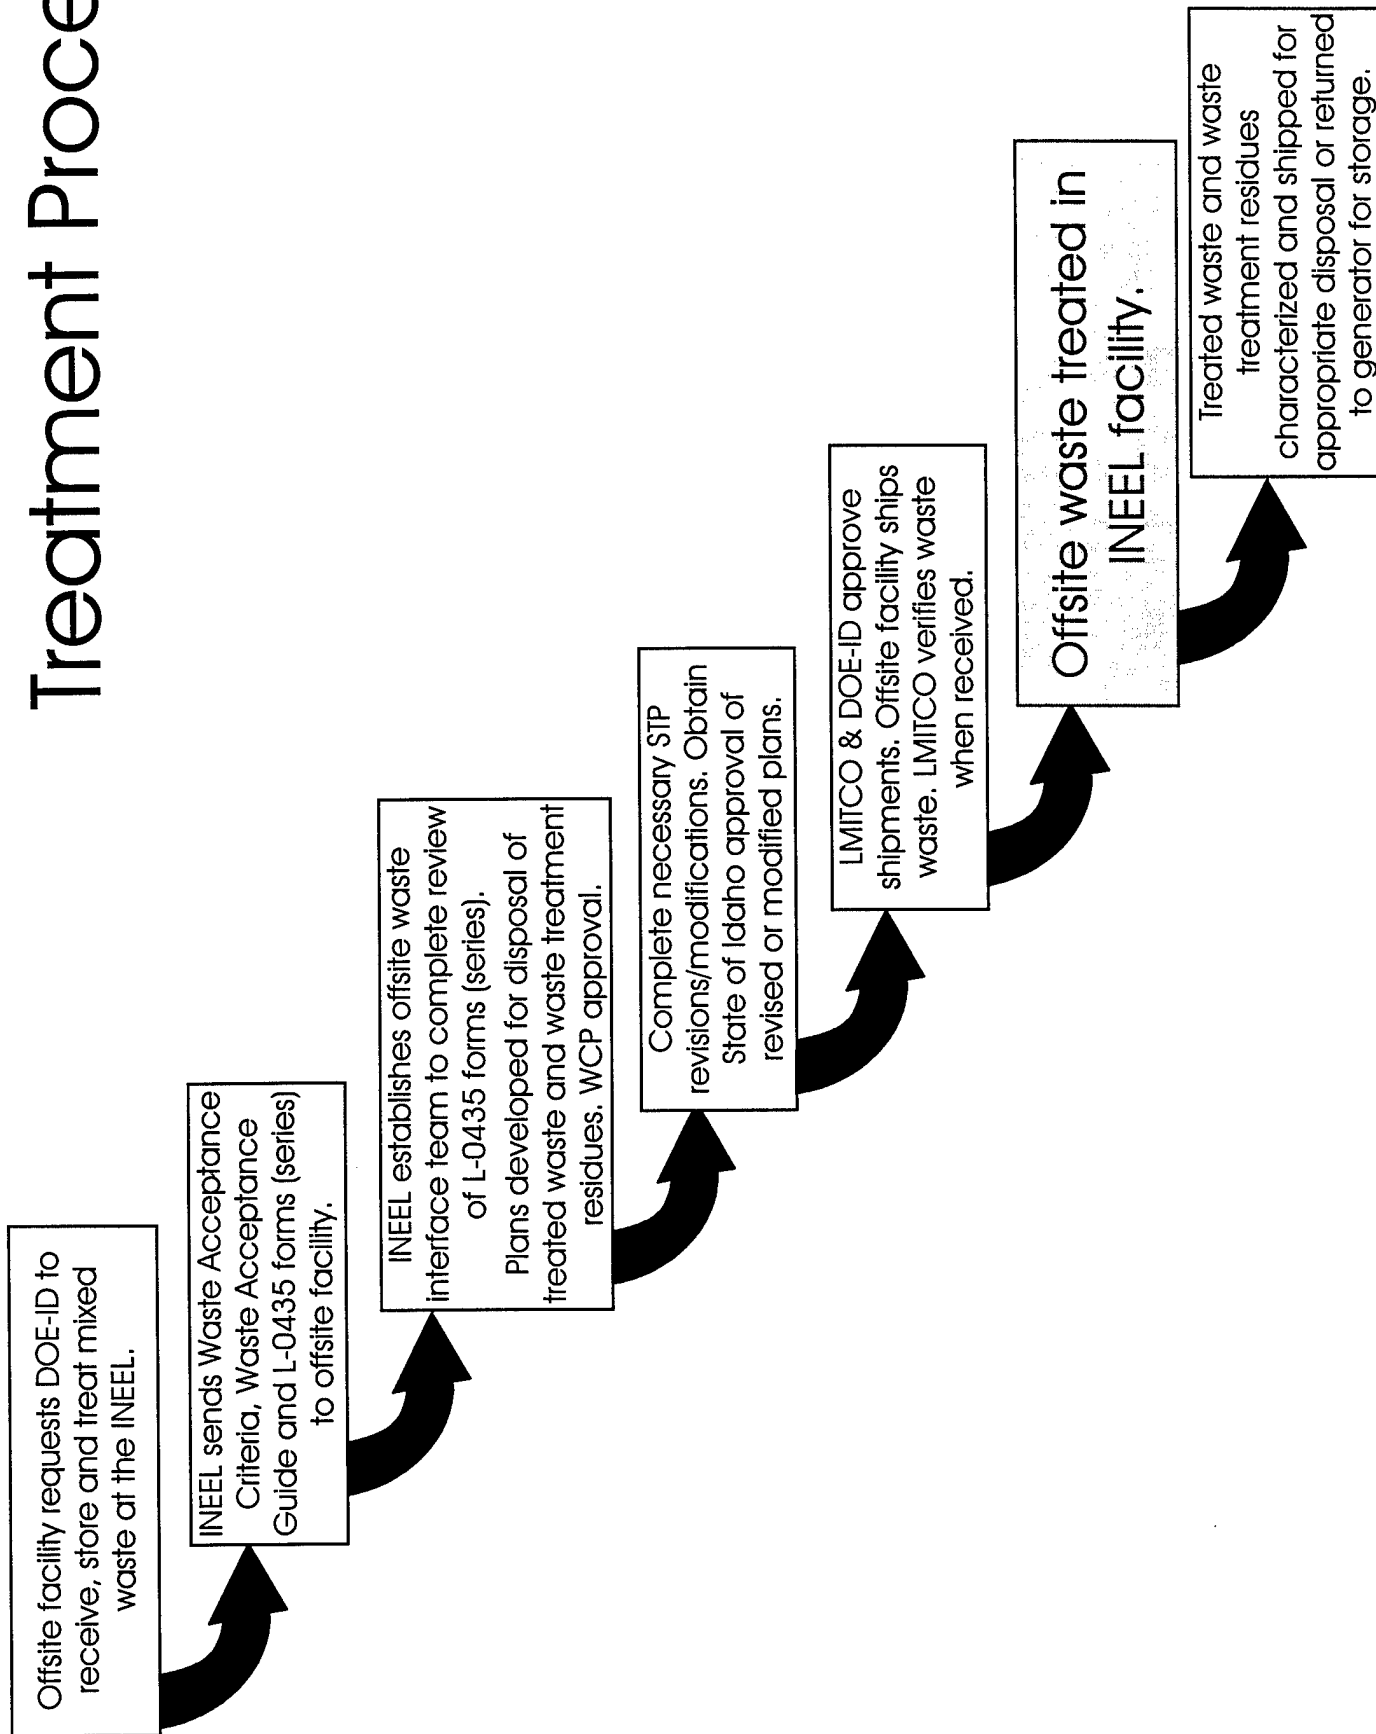 Treatment Proce
Offsite facility requests DOE-ID to
receive, store and treat mixed
waste at the INEEL.
INEEL sends Waste Acceptance
Criteria, Waste Acceptance
Guide and L-0435 forms (series)
to offsite facility.
INEEL establishes offsite waste
interface team to complete review
of L-0435 forms (series).
Plans developed for disposal of
treated waste and waste treatment
residues. WCP approval.
Complete necessary STP
revisions/modifications. Obtain
State of Idaho approval of
revised or modified plans.
LMITCO & DOE-ID approve
shipments. Offsite facility ships
waste. LMITCO verifies waste
when received.
Offsite waste treated in
INEEL facility.
Treated waste and waste
treatment residues
characterized and shipped for
appropriate disposal or returned
to generator for storage.